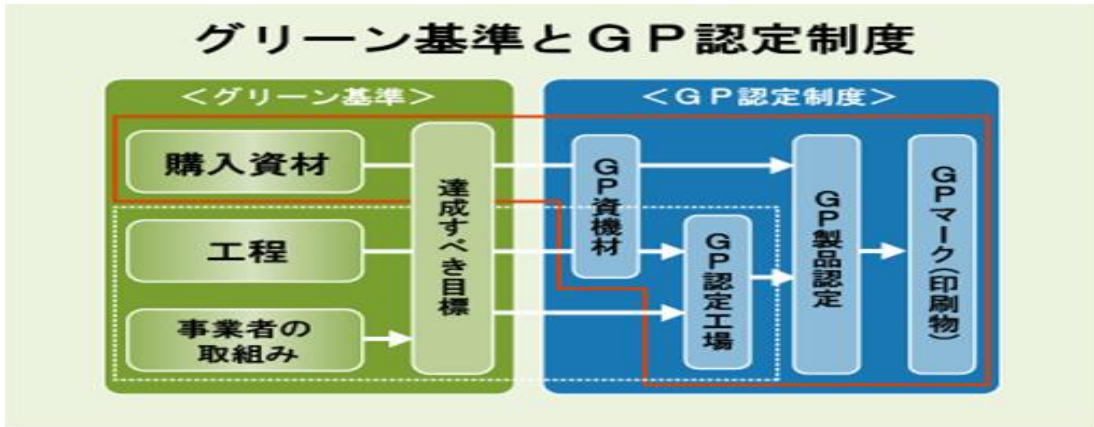 グリーン基準とGP認定制度
<グリーン基準>
<GP認定制度>
購入資材
工程
事業者の
取組み
達成すべき目標
GP資機材
GP認定工場
GP製品認定
GPマーク(印刷物)